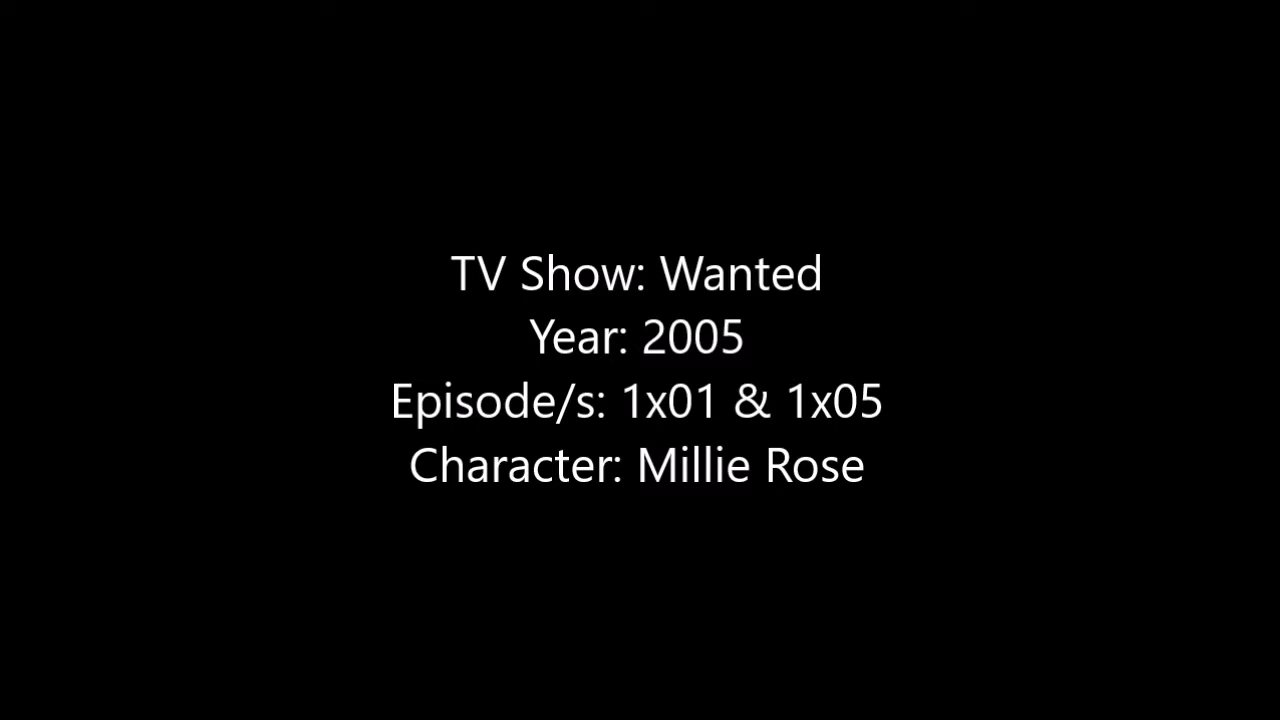 TV Show: Wanted
Year: 2005
Episode/s: 1x01 & 1x05
Character: Millie Rose